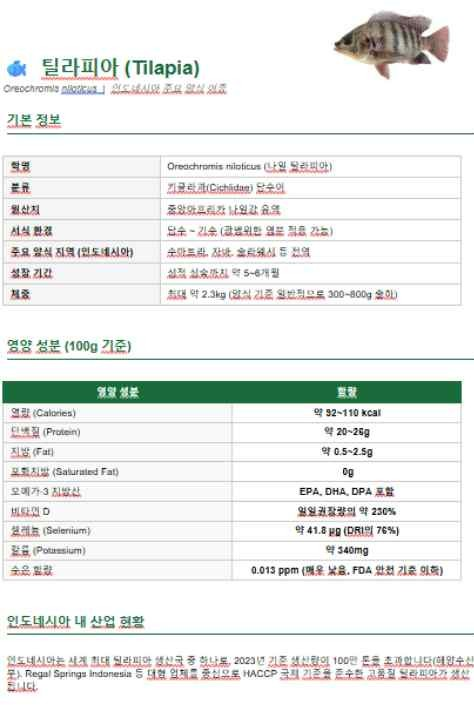 틸라피아 (Tilapia)
Oreochromis niloticus | 인도네시아 주요 양식 어종
기본 정보
학명 Oreochromis niloticus (나일 틸라피아)
분류 키클라과(Cichlidae) 담수어
원산지 중앙아프리카 나일강 유역
서식 환경 담수 ~ 기수 (광범위한 염분 적응 가능)
주요 양식 지역 (인도네시아) 수마트라, 자바, 술라웨시 등 전역
성장 기간 성적 성숙까지 약 5~6개월
체중 최대 약 2.3kg (양식 기준 일반적으로 300~800g 출하)
영양 성분 (100g 기준)
영양 성분 함량
열량 (Calories) 약 92~110 kcal
단백질 (Protein) 약 20~26g
지방 (Fat) 약 0.5~2.5g
포화지방 (Saturated Fat) 0g
오메가-3 지방산 EPA, DHA, DPA 포함
비타민 D 일일권장량의 약 230%
셀레늄 (Selenium) 약 41.8 µg (DRI의 76%)
칼륨 (Potassium) 약 340mg
수은 함량 0.013 ppm (매우 낮음, FDA 안전 기준 이하)
인도네시아 내 산업 현황
인도네시아는 세계 최대 틸라피아 생산국 중 하나로, 2023년 기준 생산량이 100만 톤을 초과합니다(해양수산
부). Regal Springs Indonesia 등 대형 업체를 중심으로 HACCP 국제 기준을 준수한 고품질 틸라피아가 생산
됩니다.